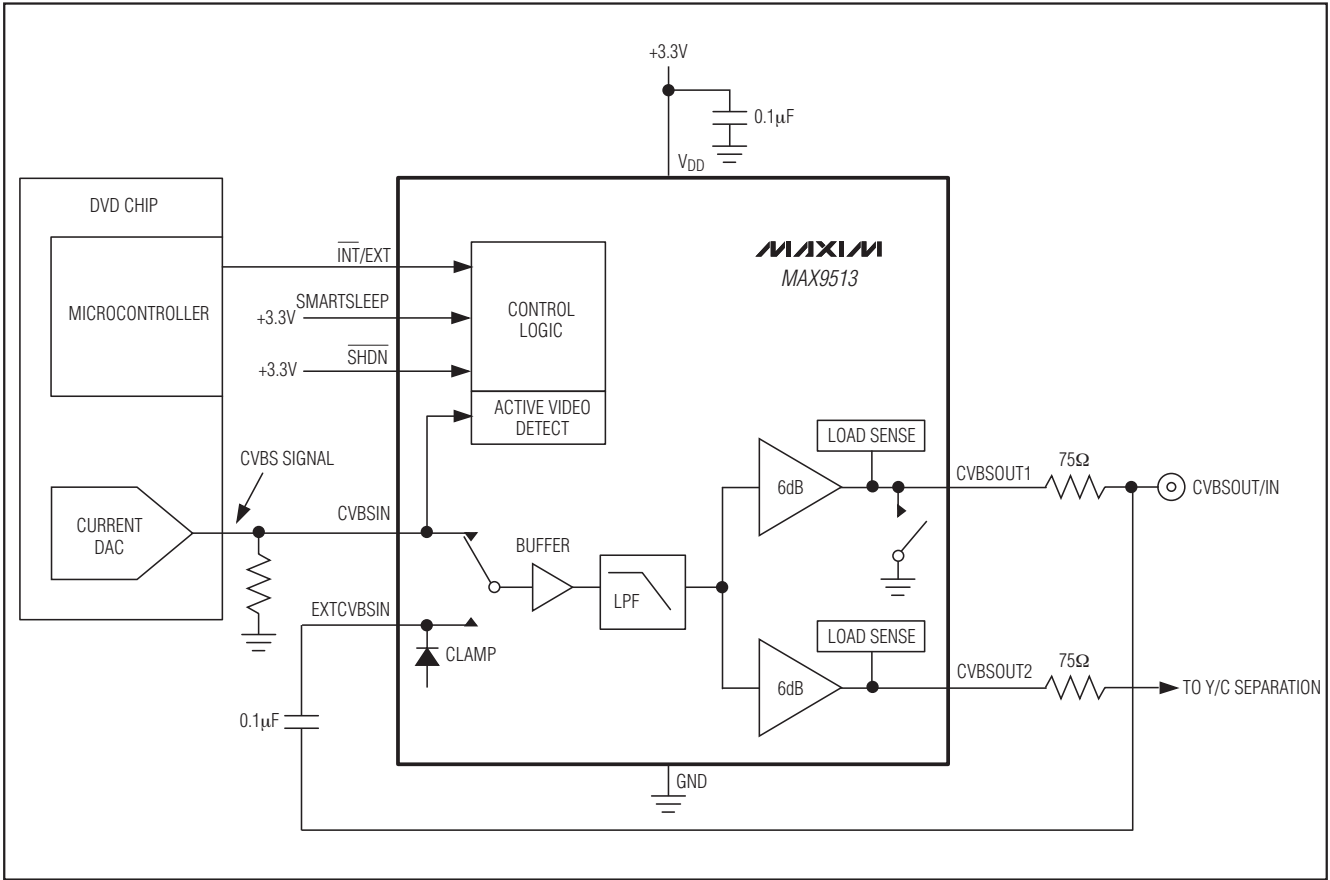 +3.3V
0.1μF
VDD
DVD CHIP
MICROCONTROLLER
INT/EXT
SMARTSLEEP
+3.3V
SHDN
+3.3V
CONTROL
LOGIC
ACTIVE VIDEO
DETECT
MAXIM
MAX9513
CVBS SIGNAL
CURRENT
DAC
CVBSIN
BUFFER
LPF
EXTCVBSIN
CLAMP
0.1μF
LOAD SENSE
6dB
CVBSOUT1
75Ω
CVBSOUT/IN
LOAD SENSE
6dB
CVBSOUT2
75Ω
TO Y/C SEPARATION
GND